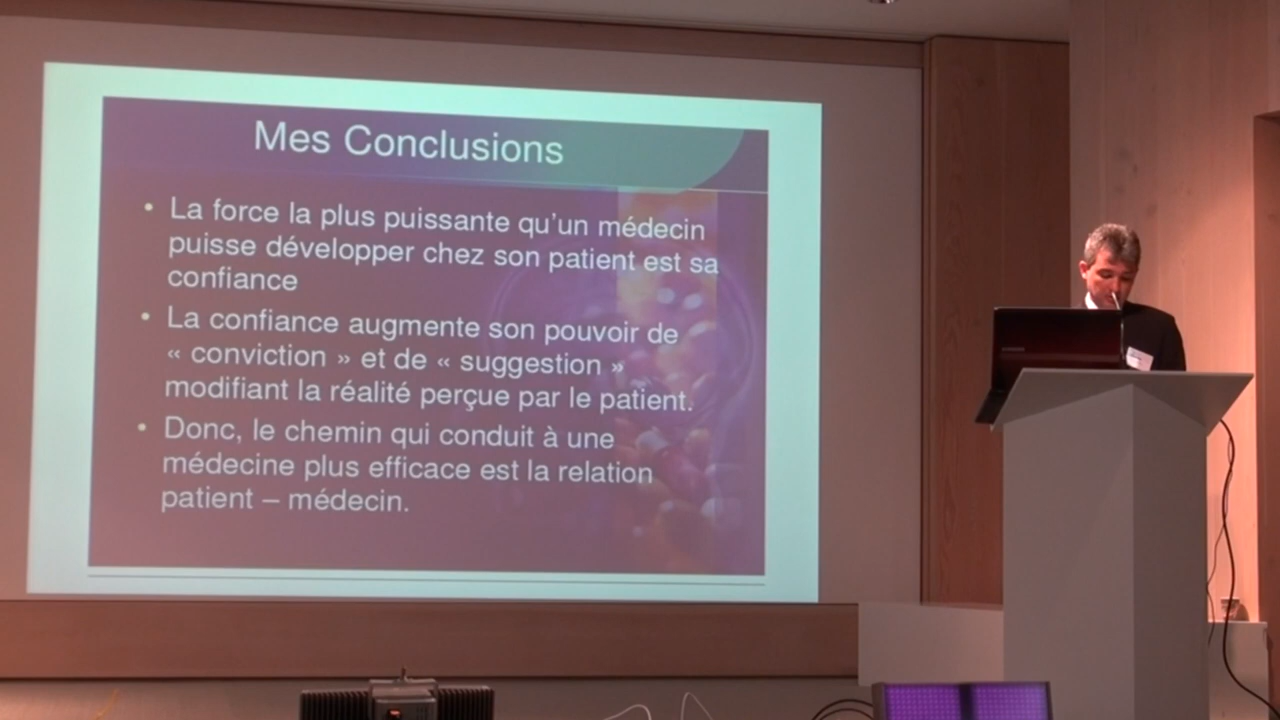 Mes Conclusions
• La force la plus puissante qu'un médecin
puisse développer chez son patient est sa
confiance
• La confiance augmente son pouvoir de
« conviction » et de « suggestion »
modifiant la réalité perçue par le patient.
• Donc, le chemin qui conduit à une
médecine plus efficace est la relation
patient – médecin.